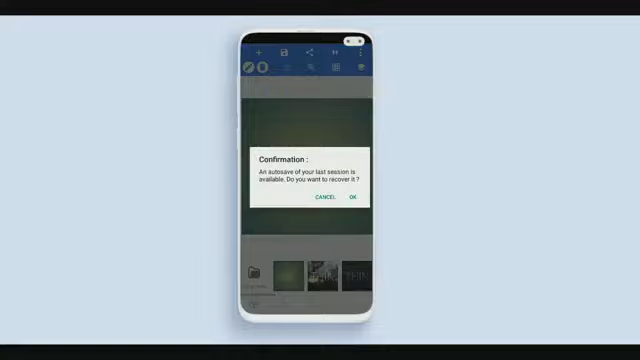 Confirmation :
An autosave of your last session is
available. Do you want to recover it ?
CANCEL OK